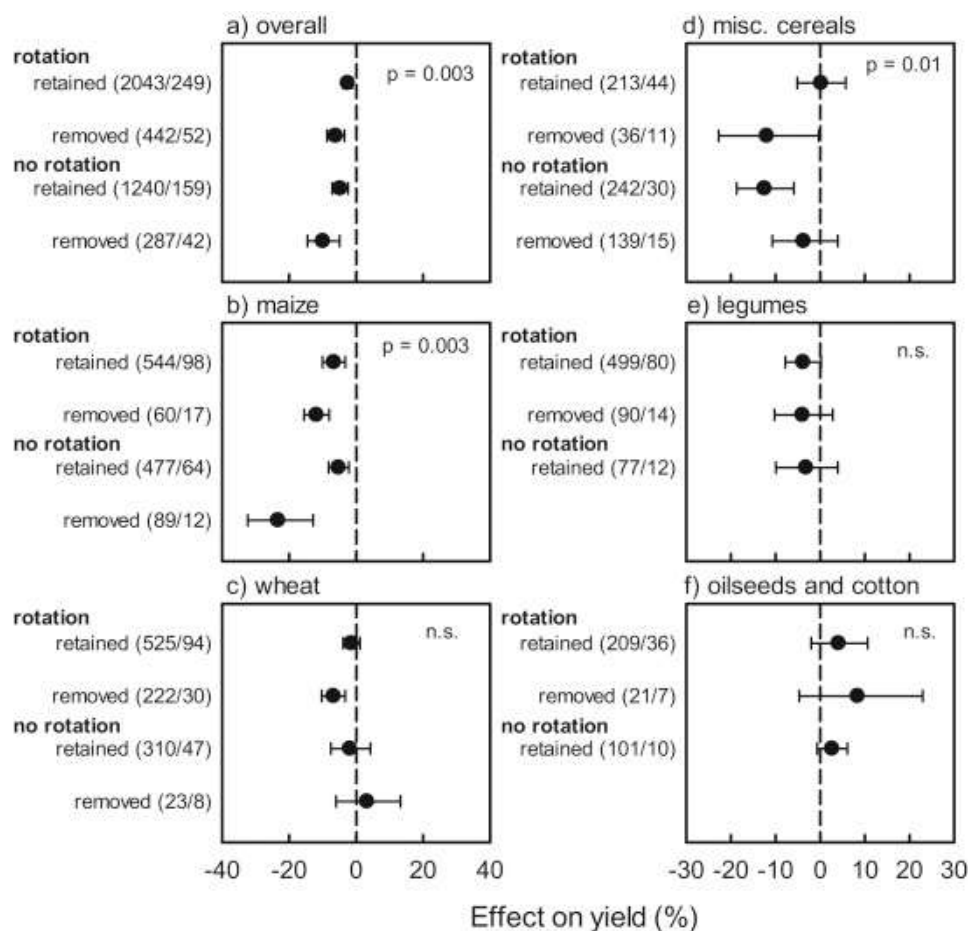 a) overall
rotation
retained (2043/249)
p = 0.003
removed (442/52)
no rotation
retained (1240/159)
removed (287/42)
b) maize
rotation
retained (544/98)
p = 0.003
removed (60/17)
no rotation
retained (477/64)
removed (89/12)
c) wheat
rotation
retained (525/94)
n.s.
removed (222/30)
no rotation
retained (310/47)
removed (23/8)
-40 -20 0 20 40
d) misc. cereals
rotation
retained (213/44)
p = 0.01
removed (36/11)
no rotation
retained (242/30)
removed (139/15)
e) legumes
rotation
retained (499/80)
n.s.
removed (90/14)
no rotation
retained (77/12)
f) oilseeds and cotton
rotation
retained (209/36)
n.s.
removed (21/7)
no rotation
retained (101/10)
-30 -20 -10 0 10 20 30
Effect on yield (%)